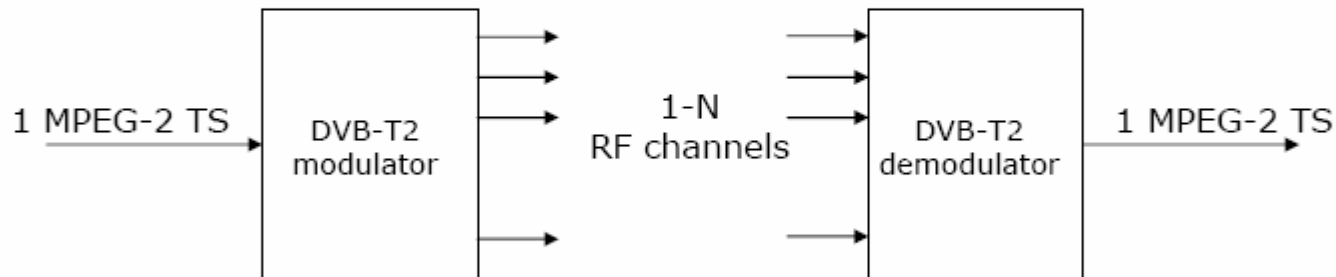 1 MPEG-2 TS
DVB-T2
modulator
1-N
RF channels
DVB-T2
demodulator
1 MPEG-2 TS